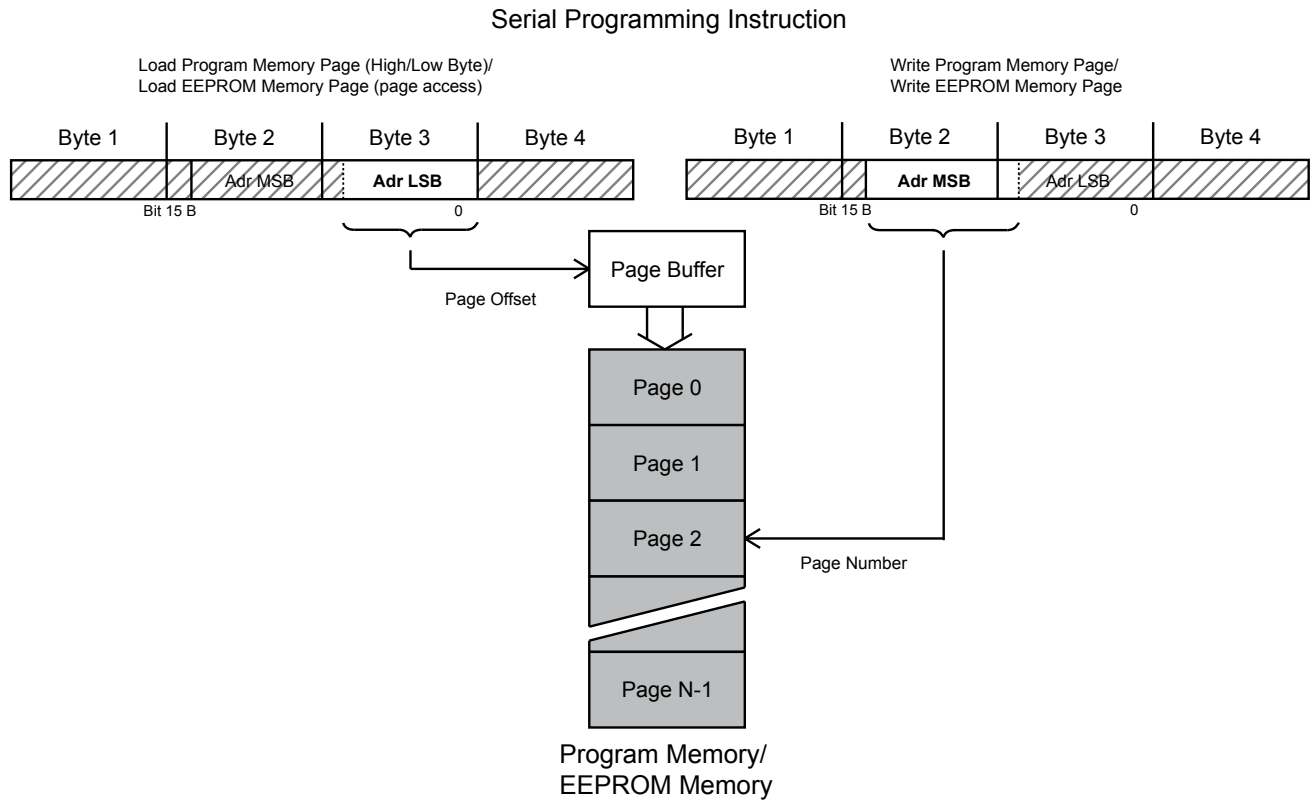 Serial Programming Instruction
Load Program Memory Page (High/Low Byte)/
Load EEPROM Memory Page (page access)
Write Program Memory Page/
Write EEPROM Memory Page
Byte 1 Byte 2 Byte 3 Byte 4
Byte 1 Byte 2 Byte 3 Byte 4
Adr MSB Adr LSB
Adr MSB Adr LSB
Bit 15 B 0
Bit 15 B 0
Page Buffer
Page Offset
Page 0
Page 1
Page 2
Page Number
Page N-1
Program Memory/
EEPROM Memory